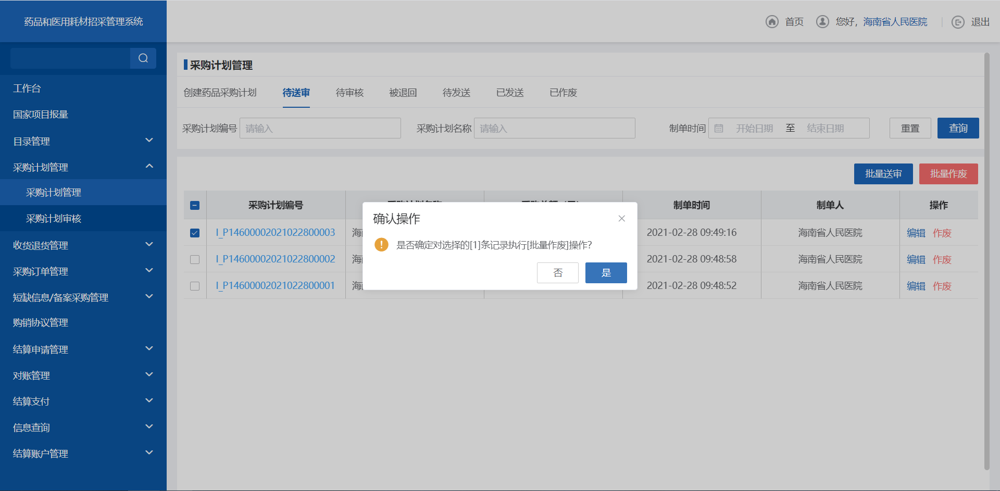 药品和医用耗材招采管理系统
首页
您好，海南省人民医院
退出
工作台
国家项目报量
目录管理
采购计划管理
采购计划管理
采购计划审核
收货退货管理
采购订单管理
短缺信息/备案采购管理
购销协议管理
结算申请管理
对账管理
结算支付
信息查询
结算账户管理
采购计划管理
创建药品采购计划 待送审 待审核 被退回 待发送 已发送 已作废
采购计划编号 请输入 采购计划名称 请输入 制单时间 开始日期 至 结束日期 重置 查询
批量送审 批量作废
采购计划编号 制单时间 制单人 操作
I_P14600002021022800003 海 2021-02-28 09:49:16 海南省人民医院 编辑 作废
I_P14600002021022800002 海 2021-02-28 09:48:58 海南省人民医院 编辑 作废
I_P14600002021022800001 海 2021-02-28 09:48:52 海南省人民医院 编辑 作废
确认操作
是否确定对选择的[1]条记录执行[批量作废]操作?
否 是